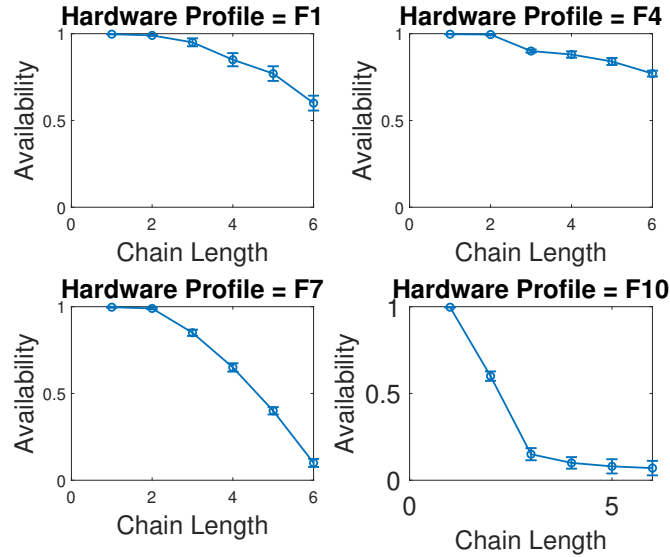 Hardware Profile = F1
1
0.5
0
0 2 4 6
Availability
Chain Length
Hardware Profile = F4
1
0.5
0
0 2 4 6
Availability
Chain Length
Hardware Profile = F7
1
0.5
0
0 2 4 6
Availability
Chain Length
Hardware Profile = F10
1
0.5
0
0 5
Availability
Chain Length